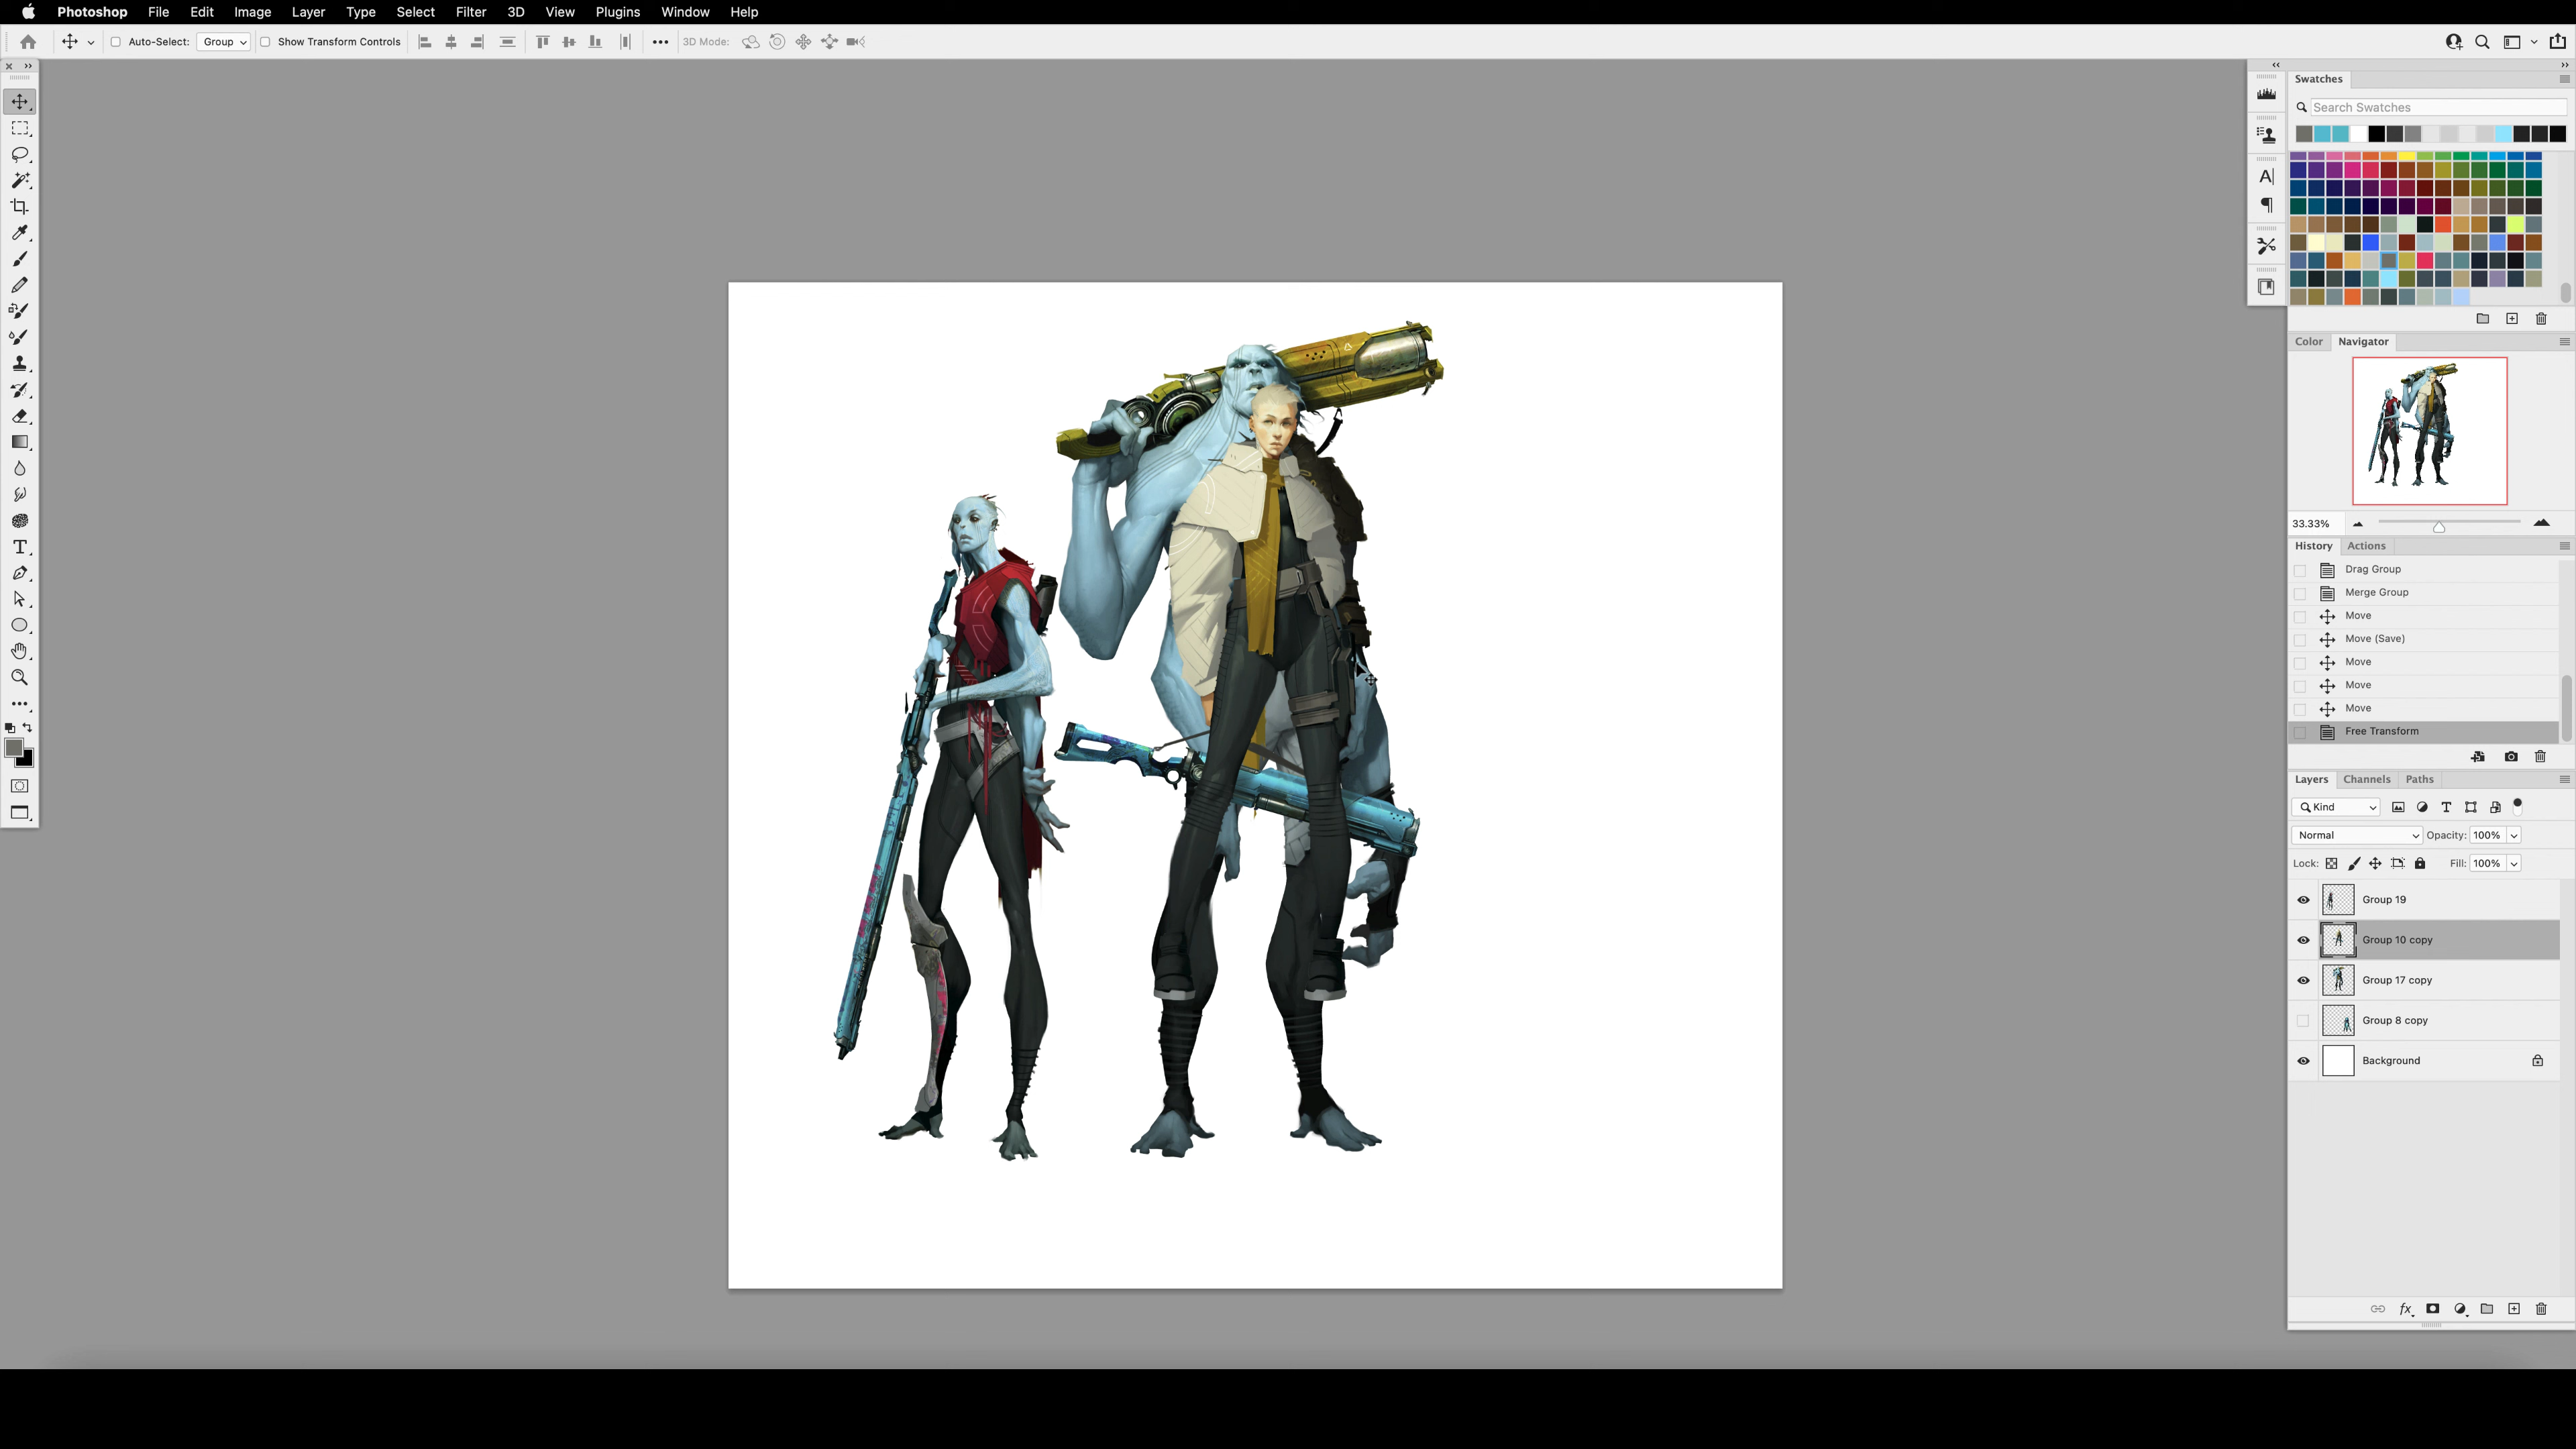 Photoshop File Edit Image Layer Type Select Filter 3D View Plugins Window Help
Auto-Select: Group Show Transform Controls 3D Mode:
Swatches
Search Swatches
Color Navigator
33.33%
History Actions
Drag Group
Merge Group
Move
Move (Save)
Move
Move
Move
Free Transform
Layers Channels Paths
Kind
Normal Opacity: 100%
Lock: Fill: 100%
Group 19
Group 10 copy
Group 17 copy
Group 8 copy
Background
fx